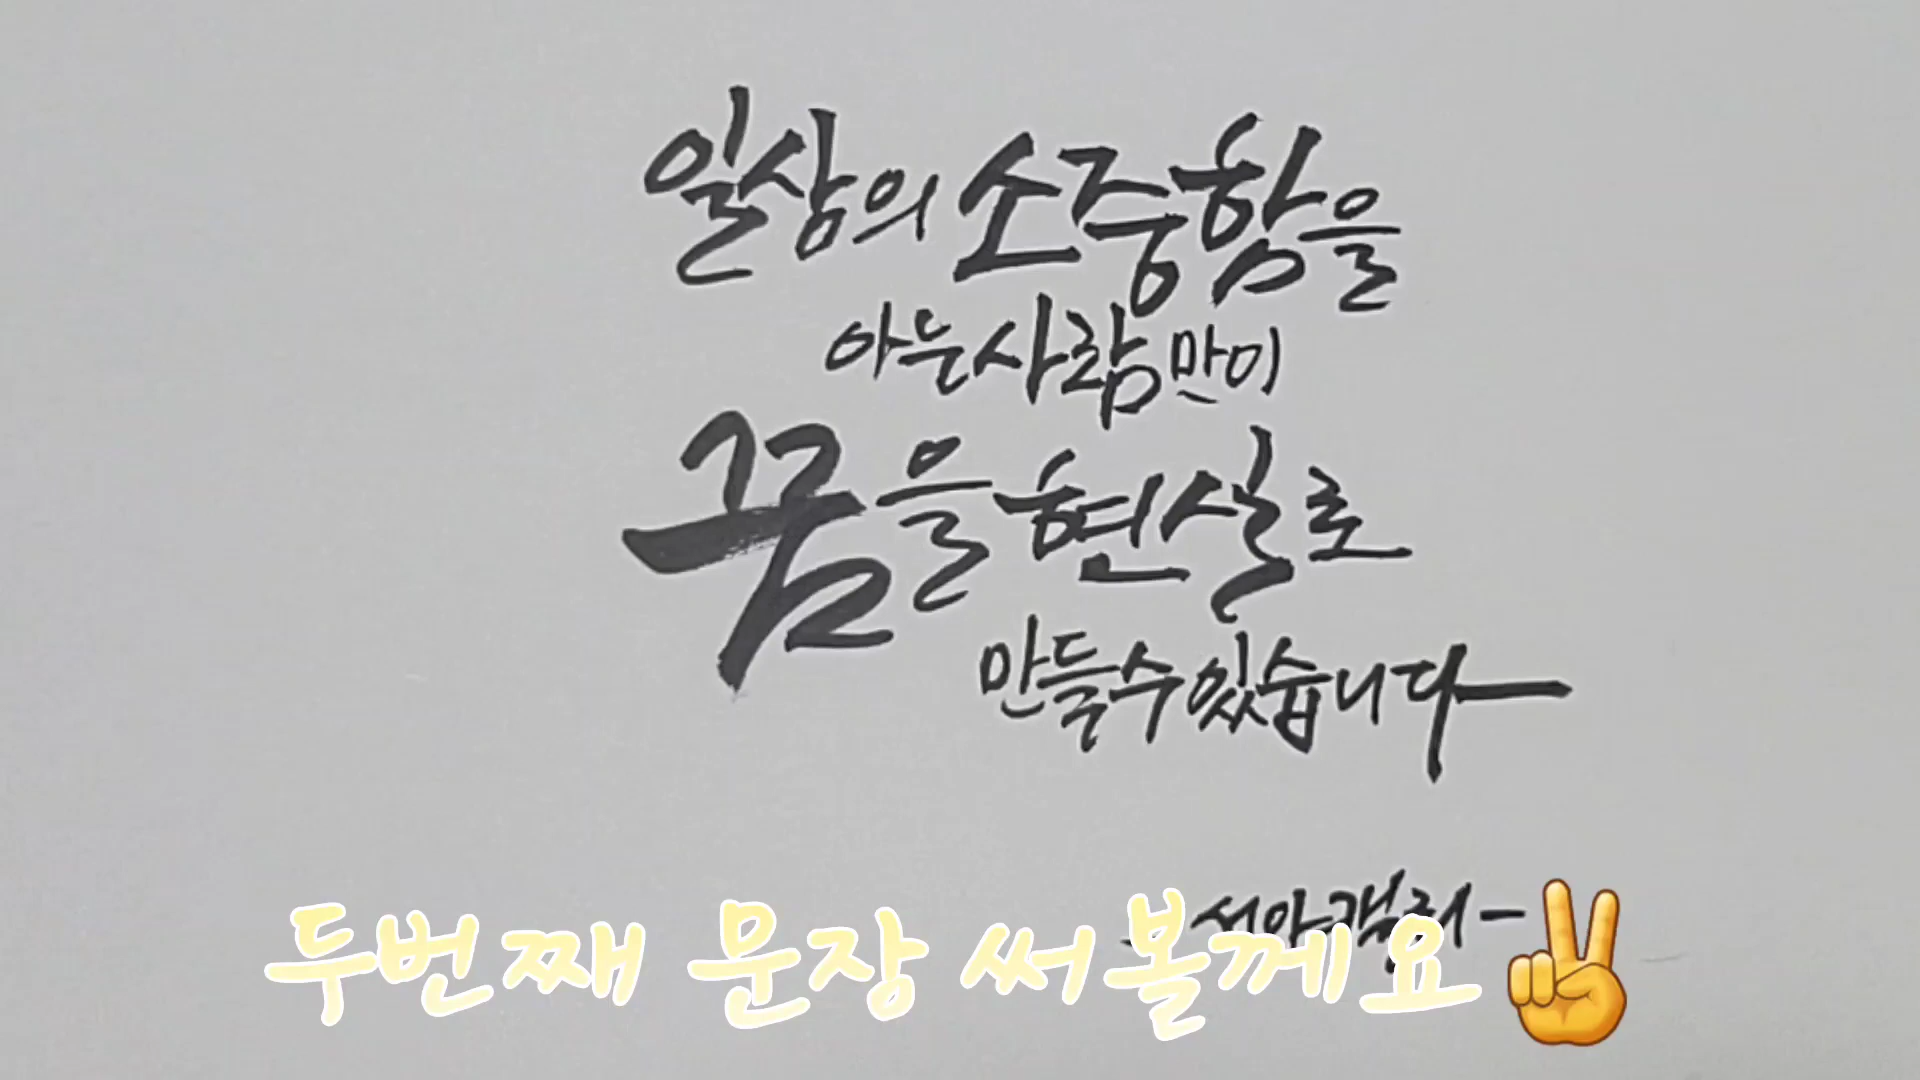 일상의 소중함을
아는 사람만이
꿈을 현실로
만들 수 있습니다
두번째 문장 써볼께요✌